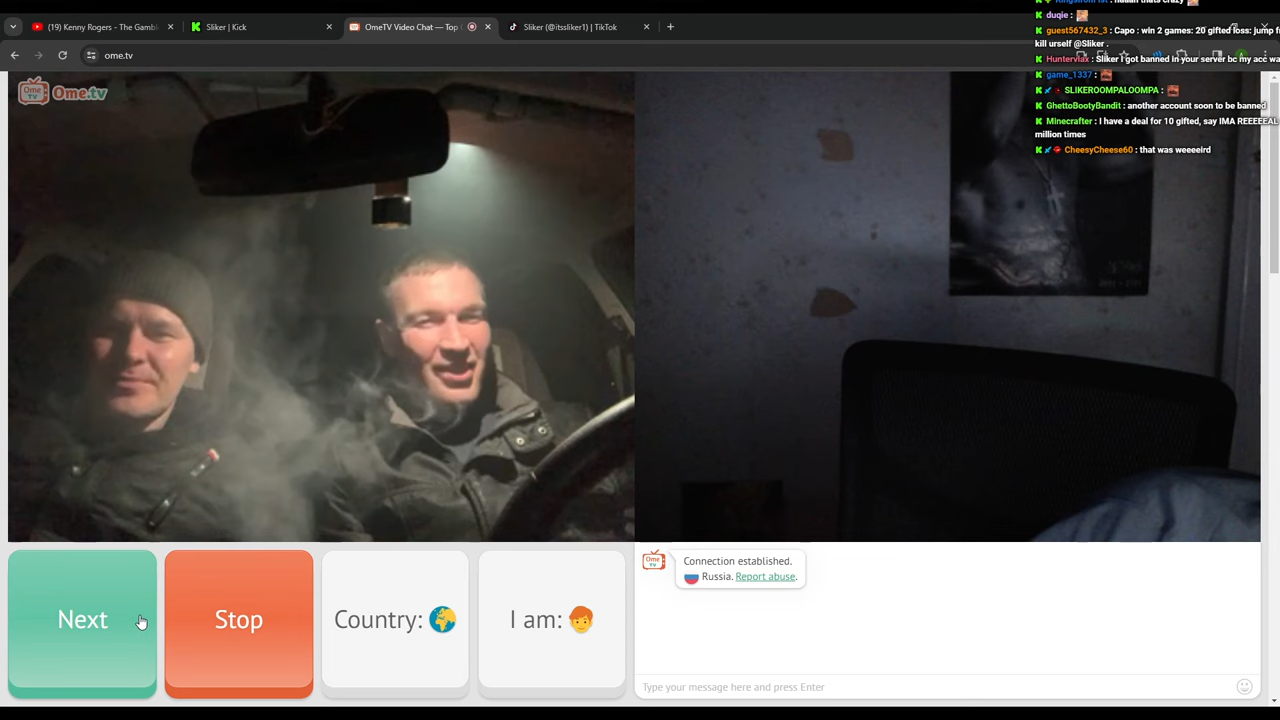 (19) Kenny Rogers - The Gambl
Sliker | Kick
OmeTV Video Chat — Top
Sliker (@itssliker1) | TikTok
ome.tv
Ome.tv
duqie :
guest567432_3 : Capo : win 2 games: 20 gifted loss: jump fr
kill urself @Sliker .
Huntervlax : Sliker I got banned in your server bc my acc wa
game_1337 :
SLIKEROOMPALOOMPA :
GhettoBootyBandit : another account soon to be banned
Minecrafter : I have a deal for 10 gifted, say IMA REEEEEAL
million times
CheesyCheese60 : that was weeeeird
Connection established.
Russia. Report abuse.
Next
Stop
Country:
I am:
Type your message here and press Enter